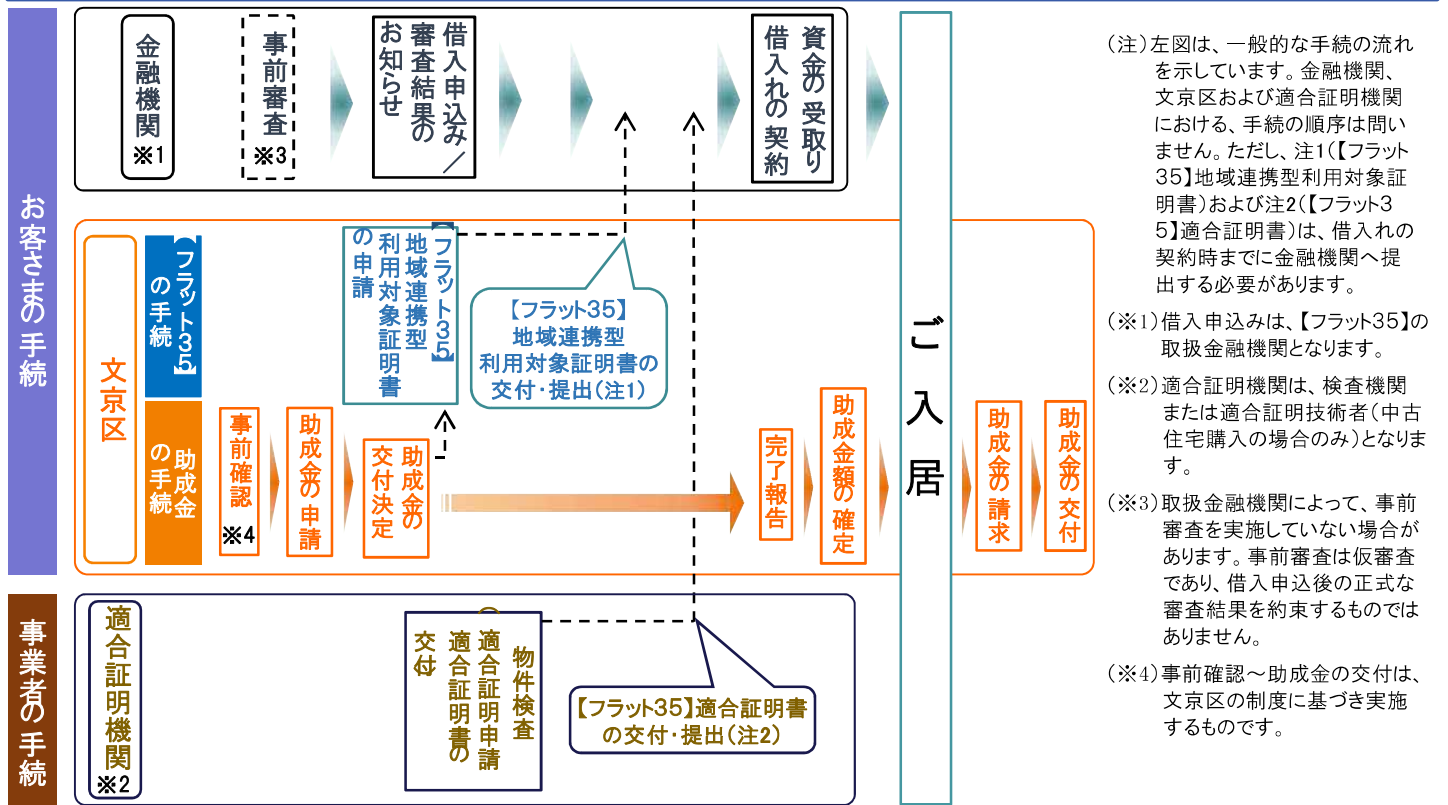 お客さまの手続
金融機関
※1
事前審査
※3
借入申込み／
審査結果の
お知らせ
資金の受取り
借入れの契約
文京区
【フラット35】
の手続
【フラット35】
地域連携型
利用対象証明書
の申請
【フラット35】
地域連携型
利用対象証明書の
交付・提出（注1）
助成金
の手続
事前確認
※4
助成金の申請
助成金の
交付決定
完了報告
助成金額の確定
ご入居
助成金の請求
助成金の交付
事業者の手続
適合証明機関
※2
物件検査
（適合証明申請
適合証明書の
交付）
【フラット35】適合証明書
の交付・提出（注2）
（注）左図は、一般的な手続の流れ
を示しています。金融機関、
文京区および適合証明機関
における、手続の順序は問い
ません。ただし、注1（【フラット
35】地域連携型利用対象証
明書）および注2（【フラット3
5】適合証明書）は、借入れの
契約時までに金融機関へ提
出する必要があります。
（※1）借入申込みは、【フラット35】の
取扱金融機関となります。
（※2）適合証明機関は、検査機関
または適合証明技術者（中古
住宅購入の場合のみ）となりま
す。
（※3）取扱金融機関によって、事前
審査を実施していない場合が
あります。事前審査は仮審査
であり、借入申込後の正式な
審査結果を約束するものでは
ありません。
（※4）事前確認～助成金の交付は、
文京区の制度に基づき実施
するものです。